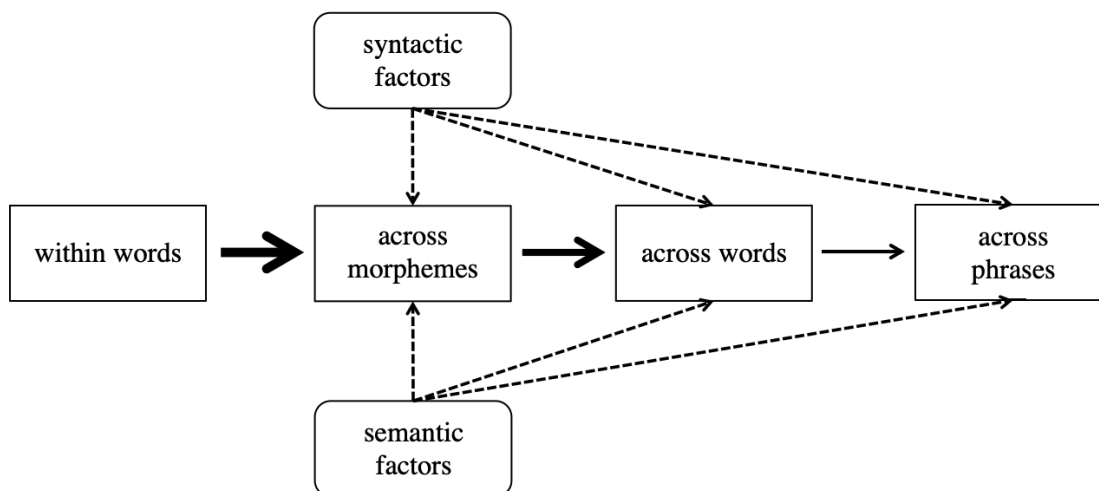 syntactic
factors
within words
across
morphemes
across words
across
phrases
semantic
factors